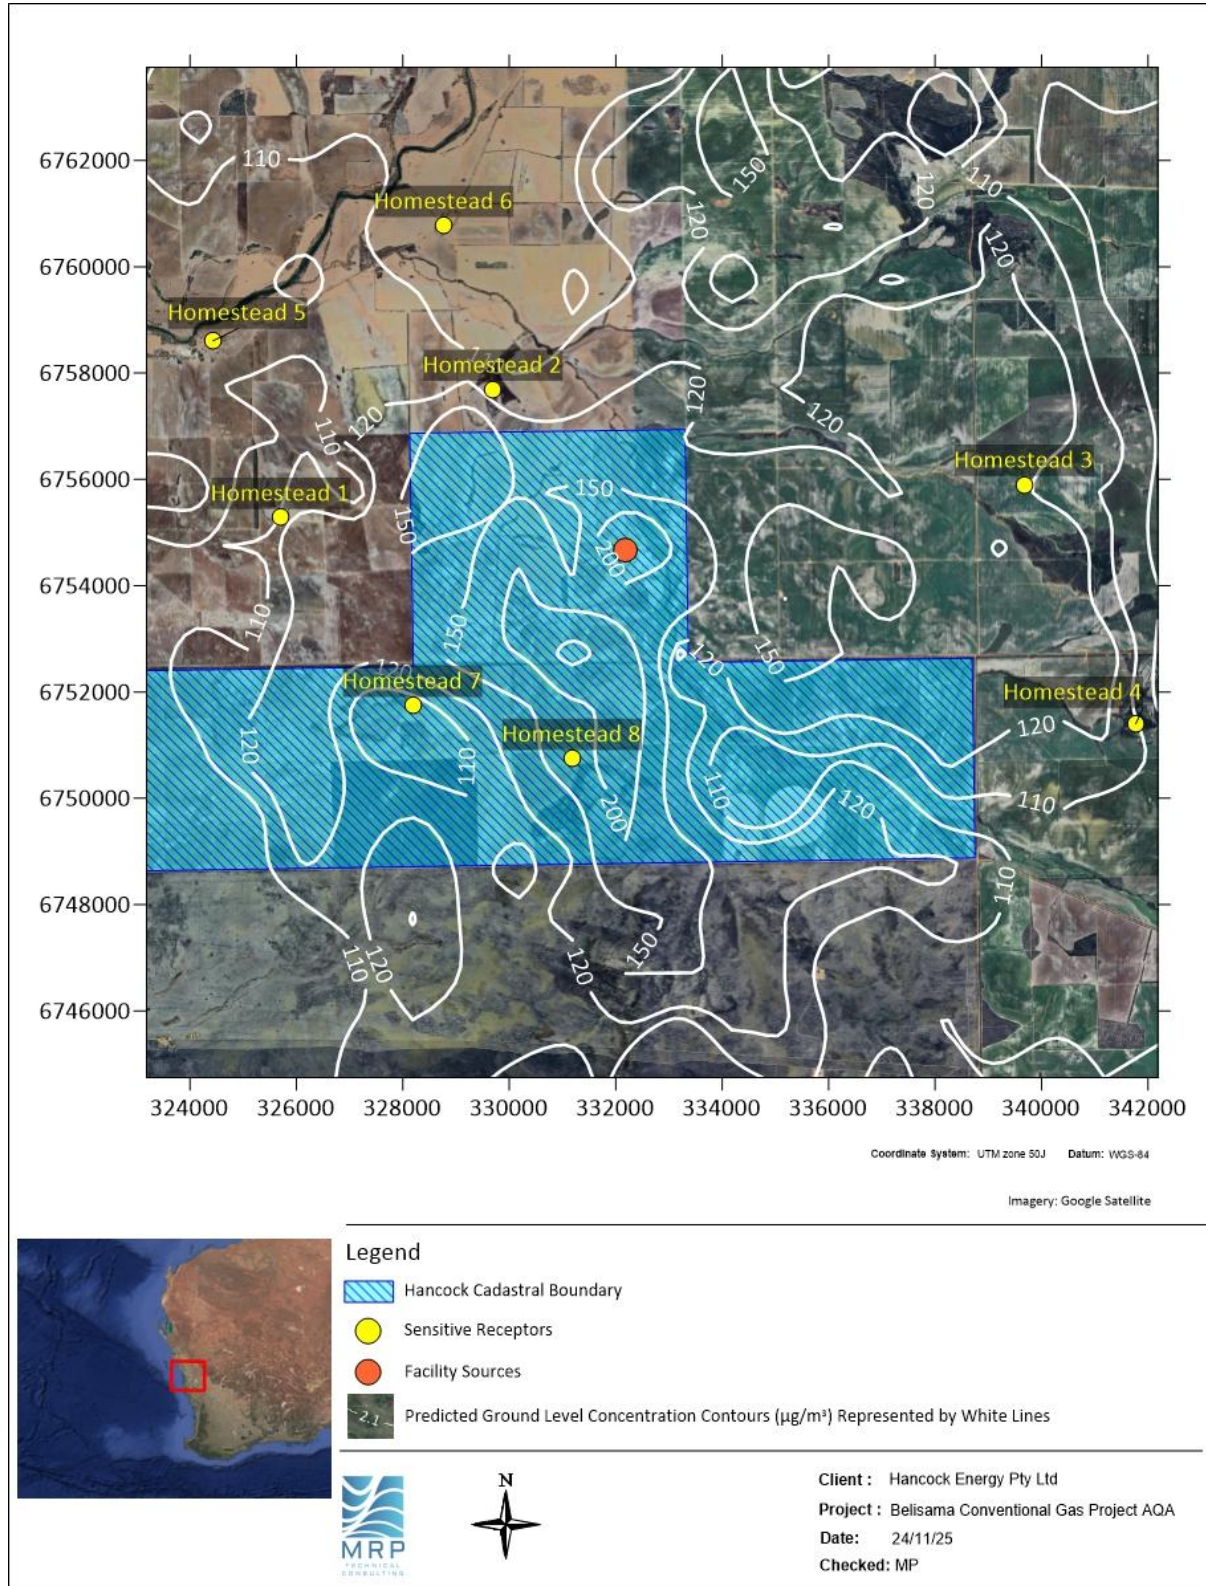 110
Homestead 6
150
120
120
110
120
Homestead 5
Homestead 2
120
110
120
120
Homestead 3
Homestead 1
150
150
200
110
150
150
120
120
Homestead 7
Homestead 4
120
Homestead 8
120
110
110
200
120
110
110
110
120
120
150
6762000
6760000
6758000
6756000
6754000
6752000
6750000
6748000
6746000
324000 326000 328000 330000 332000 334000 336000 338000 340000 342000
Coordinate System: UTM zone 50J Datum: WGS-84
Imagery: Google Satellite
Legend
Hancock Cadastral Boundary
Sensitive Receptors
Facility Sources
2.1
Predicted Ground Level Concentration Contours (µg/m³) Represented by White Lines
MRP
TECHNICAL
CONSULTING
N
Client : Hancock Energy Pty Ltd
Project : Belisama Conventional Gas Project AQA
Date: 24/11/25
Checked: MP